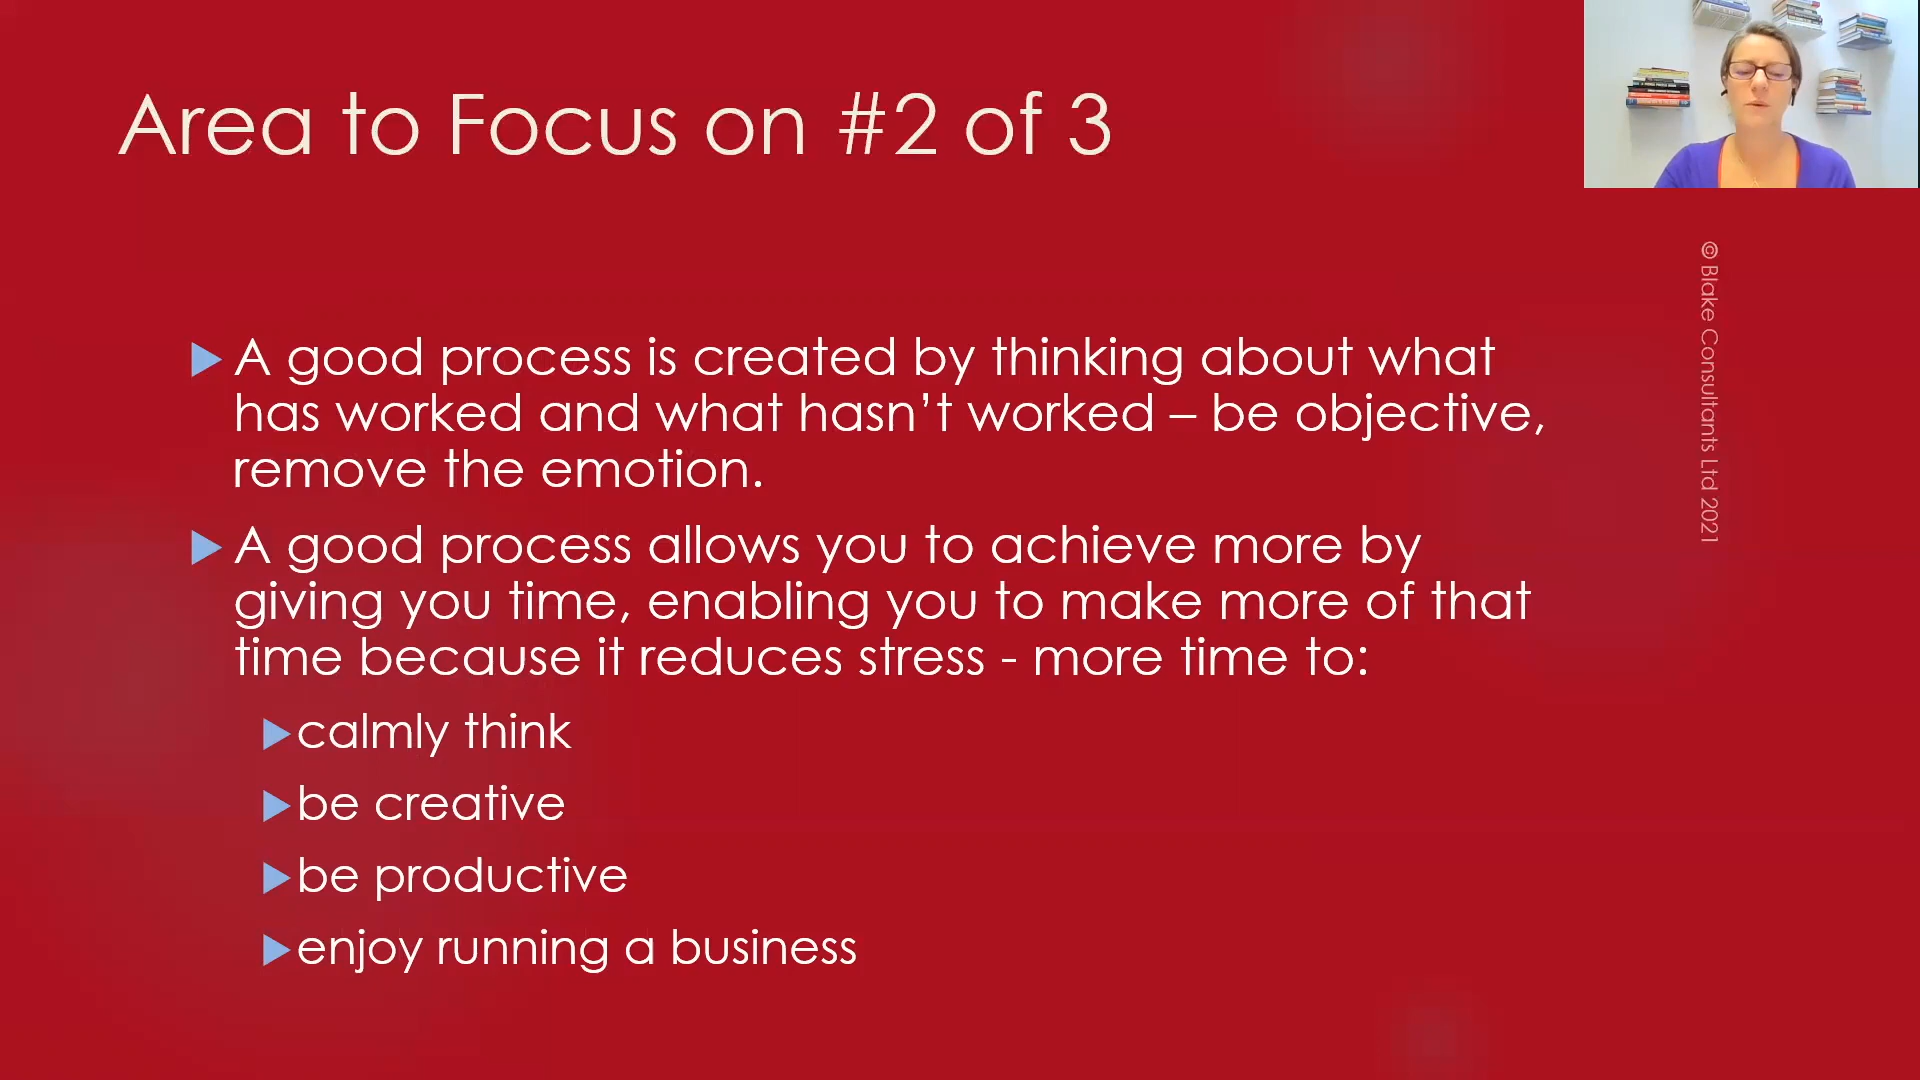 Area to Focus on #2 of 3
A good process is created by thinking about what
has worked and what hasn’t worked – be objective,
remove the emotion.
A good process allows you to achieve more by
giving you time, enabling you to make more of that
time because it reduces stress - more time to:
calmly think
be creative
be productive
enjoy running a business
© Blake Consultants Ltd 2021